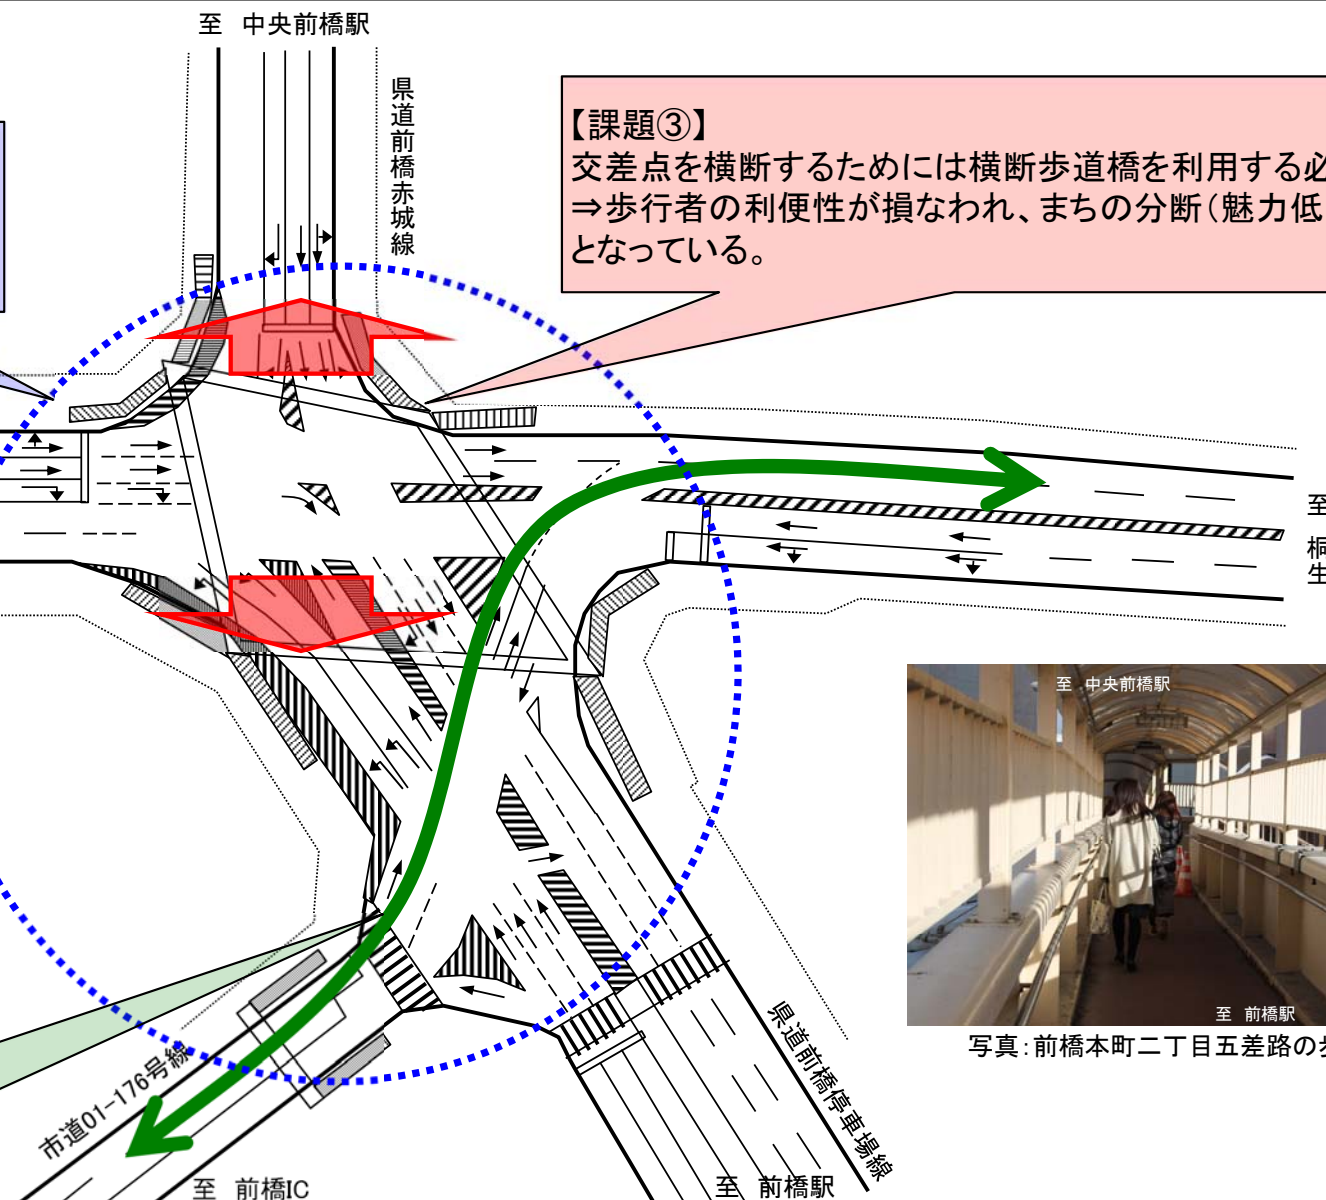 至 中央前橋駅
県道前橋赤城線
【課題③】
交差点を横断するためには横断歩道橋を利用する必
⇒歩行者の利便性が損なわれ、まちの分断（魅力低
となっている。
至 桐生
至 中央前橋駅
至 前橋駅
写真：前橋本町二丁目五差路の歩
県道前橋停車場線
市道01-176号線
至 前橋IC
至 前橋駅